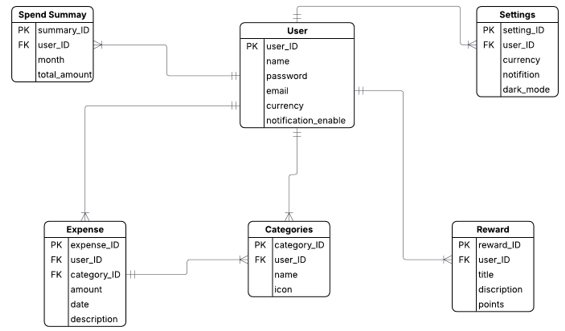 Spend Summay
PK summary_ID
FK user_ID
month
total_amount
User
PK user_ID
name
password
email
currency
notification_enable
Settings
PK setting_ID
FK user_ID
currency
notifition
dark_mode
Expense
PK expense_ID
FK user_ID
FK category_ID
amount
date
description
Categories
PK category_ID
FK user_ID
name
icon
Reward
PK reward_ID
FK user_ID
title
discription
points